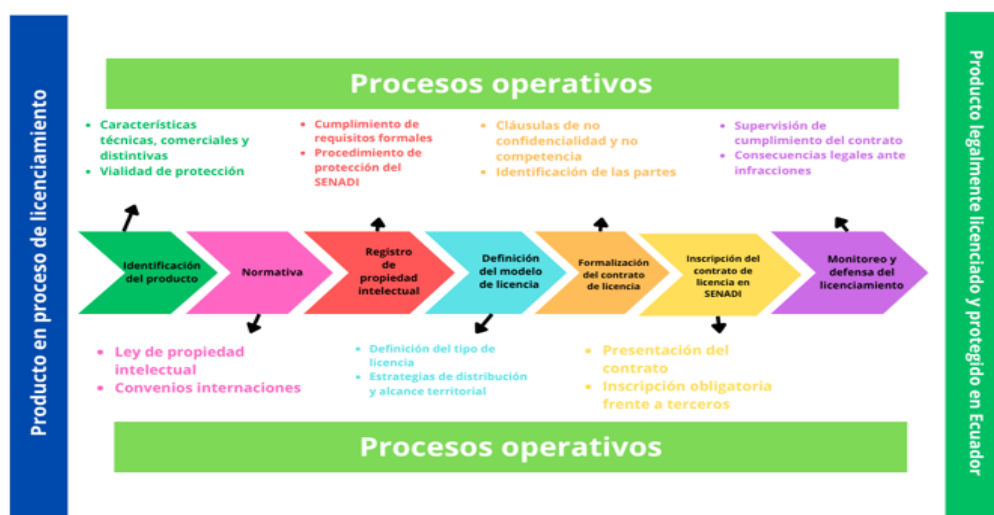 Producto en proceso de licenciamiento
Procesos operativos
• Características
técnicas, comerciales y
distintivas
• Vialidad de protección
• Cumplimiento de
requisitos formales
• Procedimiento de
protección del
SENADI
• Cláusulas de no
confidencialidad y no
competencia
• Identificación de las partes
• Supervisión de
cumplimiento del contrato
• Consecuencias legales ante
infracciones
Identificación
del producto
Normativa
Registro
de
propiedad
intelectual
Definición
del modelo
de licencia
Formalización
del contrato
de licencia
Inscripción del
contrato de
licencia en
SENADI
Monitoreo y
defensa del
licenciamiento
• Ley de propiedad
intelectual
• Convenios internaciones
• Definición del tipo de
licencia
• Estrategias de distribución
y alcance territorial
• Presentación del
contrato
• Inscripción obligatoria
frente a terceros
Procesos operativos
Producto legalmente licenciado y protegido en Ecuador